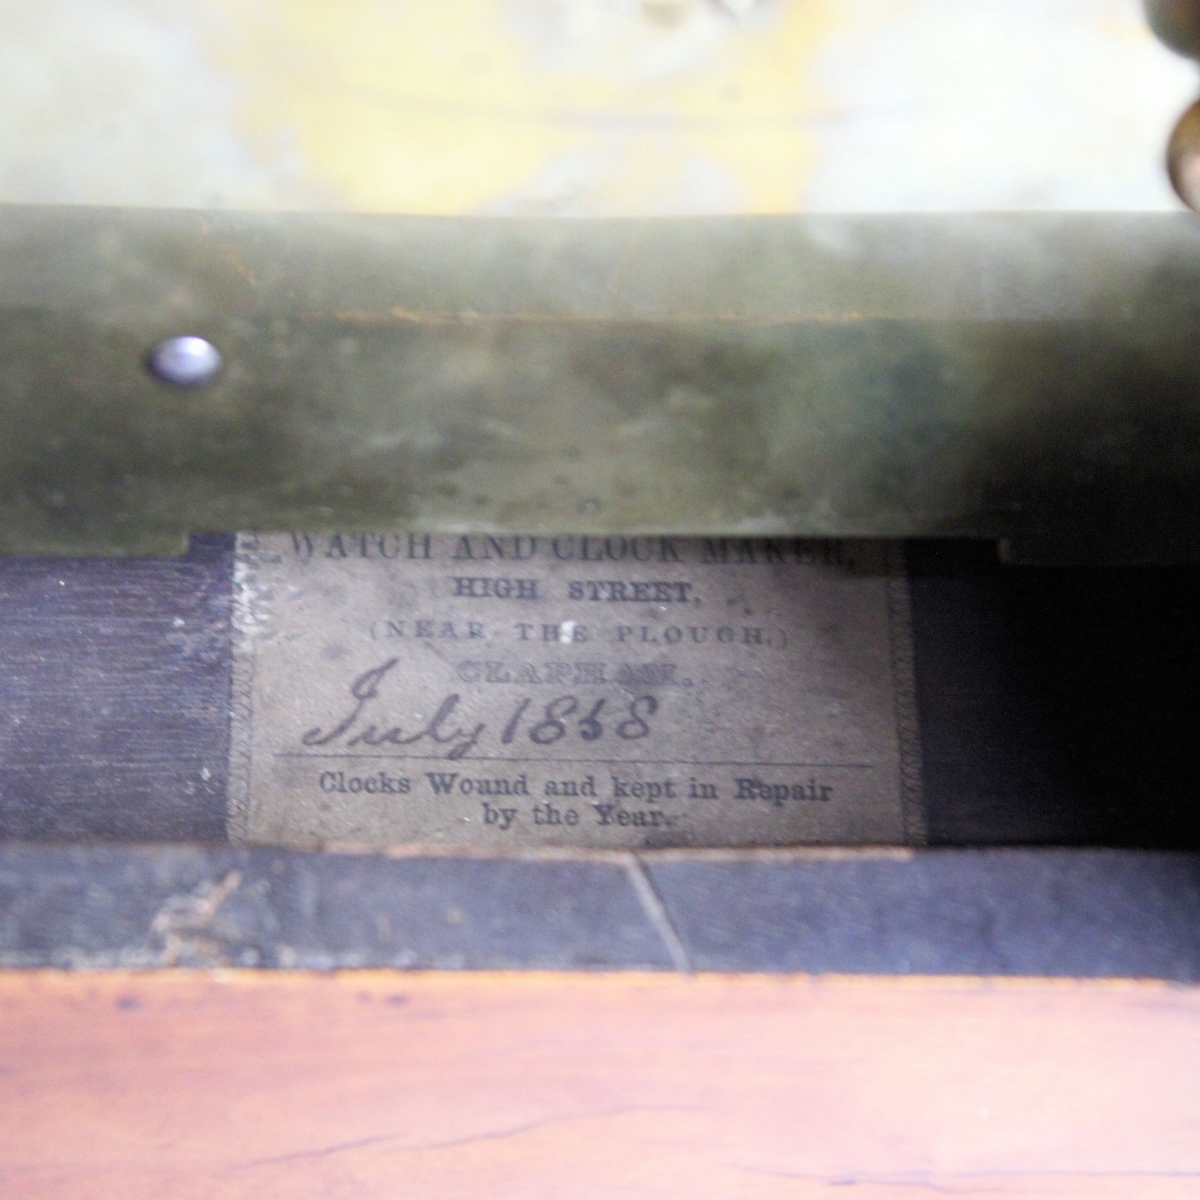 WATCH AND CLOCK MAKER,
HIGH STREET,
(NEAR THE PLOUGH,)
CLAPHAM.
July 1858
Clocks Wound and kept in Repair
by the Year.